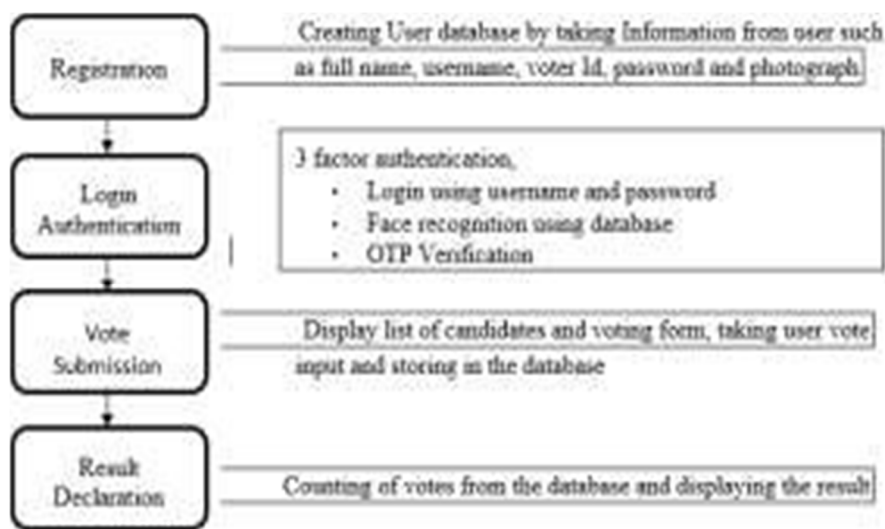 Registration
Creating User database by taking Information from user such
as full name, username, voter Id, password and photograph
Login
Authentication
3 factor authentication,
• Login using username and password
• Face recognition using database
• OTP Verification
Vote
Submission
Display list of candidates and voting form, taking user vote
input and storing in the database
Result
Declaration
Counting of votes from the database and displaying the result